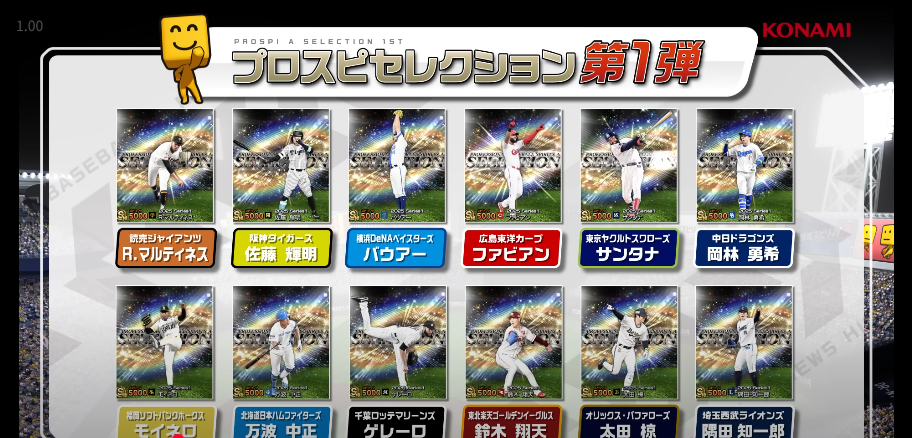 1.00
KONAMI
PROSPI A SELECTION 1ST
プロスピセレクション第1弾
読売ジャイアンツ
R.マルティネス
阪神タイガース
佐藤 輝明
横浜DeNAベイスターズ
バウアー
広島東洋カープ
ファビアン
東京ヤクルトスワローズ
サンタナ
中日ドラゴンズ
岡林 勇希
福岡ソフトバンクホークス
モイネロ
北海道日本ハムファイターズ
万波 中正
千葉ロッテマリーンズ
ゲレーロ
東北楽天ゴールデンイーグルス
鈴木 翔天
オリックス・バファローズ
太田 椋
埼玉西武ライオンズ
隅田 知一郎